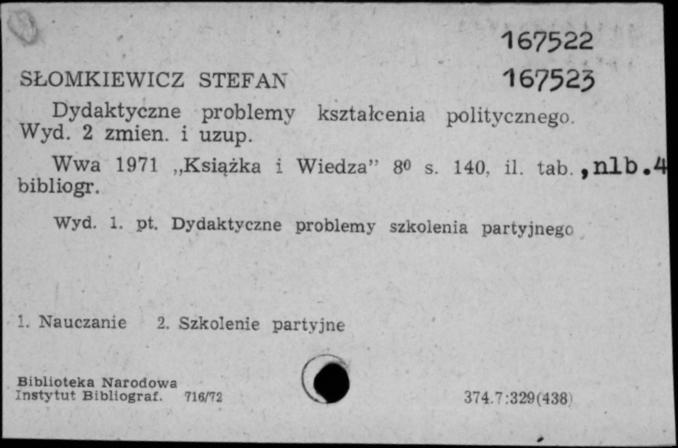 167522
SŁOMKIEWICZ STEFAN 167523
Dydaktyczne problemy kształcenia politycznego.
Wyd. 2 zmien. i uzup.
Wwa 1971 „Książka i Wiedza” 8⁰ s. 140, il. tab. , nlb.4
bibliogr.
Wyd. 1. pt. Dydaktyczne problemy szkolenia partyjnego
1. Nauczanie 2. Szkolenie partyjne
Biblioteka Narodowa
Instytut Bibliograf. 716/72 374.7:329(438)